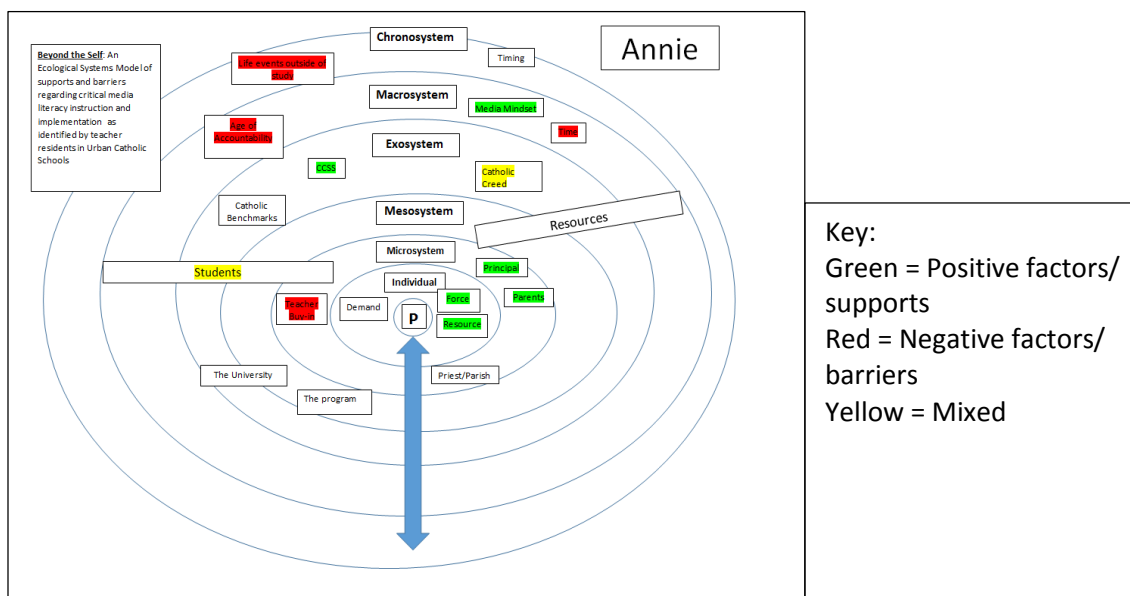 Beyond the Self: An
Ecological Systems Model of
supports and barriers
regarding critical media
literacy instruction and
implementation as
identified by teacher
residents in Urban Catholic
Schools
Chronosystem
Annie
Life events outside of
study
Timing
Macrosystem
Media Mindset
Age of
Accountability
Time
Exosystem
CCSS
Catholic
Creed
Catholic
Benchmarks
Mesosystem
Resources
Microsystem
Students
Principal
Individual
Teacher
Demand
Force
Parents
P
Resource
The University
Priest/Parish
The program
Key:
Green = Positive factors/
supports
Red = Negative factors/
barriers
Yellow = Mixed